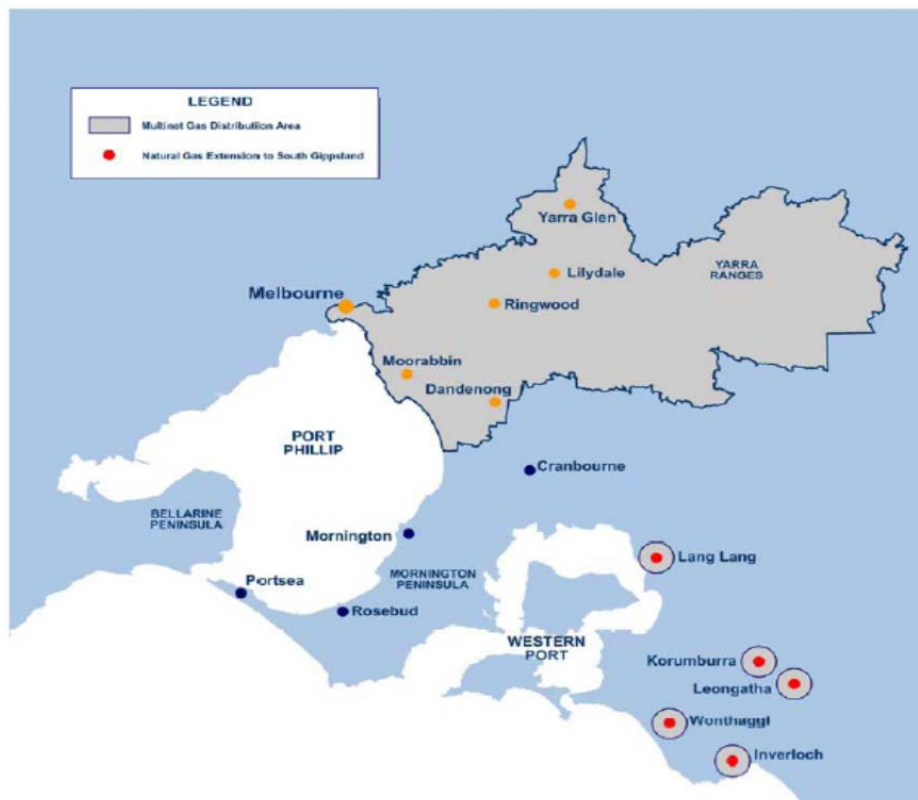 LEGEND
Multinet Gas Distributiion Area
Natural Gas Extension to South Gippsland
Yarra Glen
YARRA
RANGES
Lilydale
Melbourne
Ringwood
Moorabbin
Dandenong
PORT
PHILLIP
Cranbourne
BELLARINE
PENINSULA
Mornington
Lang Lang
MORNINGTON
PENINSULA
Portsea
Rosebud
WESTERN
PORT
Korumburra
Leongatha
Wonthaggi
Inverloch